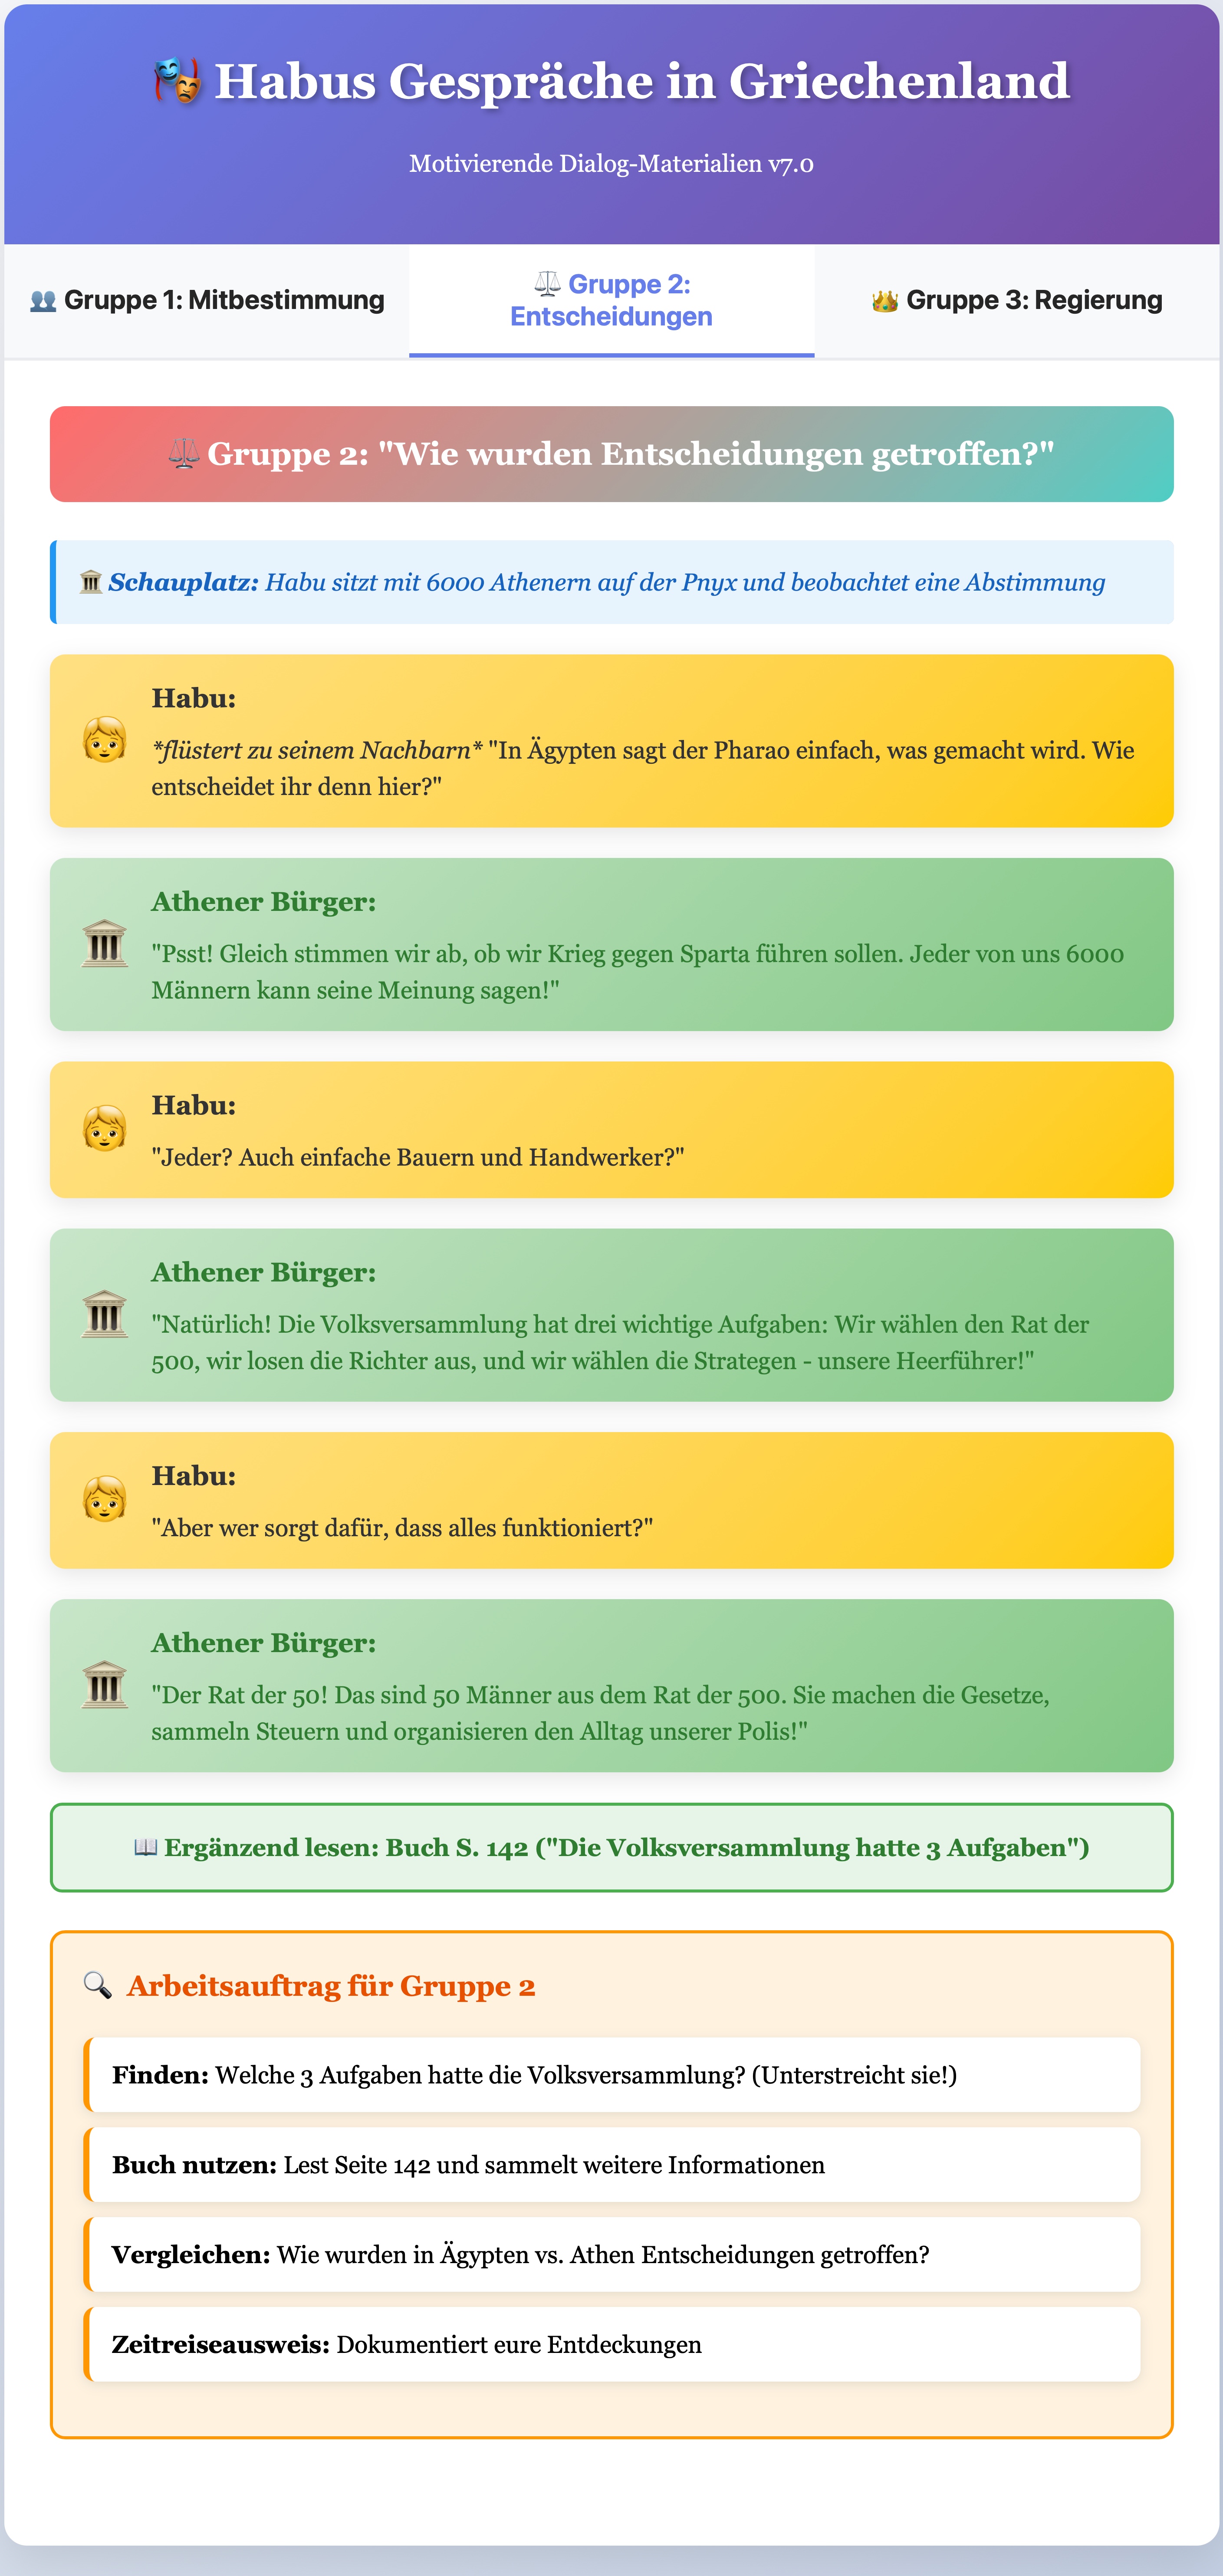 🎭 Habus Gespräche in Griechenland
Motivierende Dialog-Materialien v7.0
👥 Gruppe 1: Mitbestimmung
⚖️ Gruppe 2:
Entscheidungen
👑 Gruppe 3: Regierung
⚖️ Gruppe 2: "Wie wurden Entscheidungen getroffen?"
🏛️ Schauplatz: Habu sitzt mit 6000 Athenern auf der Pnyx und beobachtet eine Abstimmung
Habu:
*flüstert zu seinem Nachbarn* "In Ägypten sagt der Pharao einfach, was gemacht wird. Wie
entscheidet ihr denn hier?"
Athener Bürger:
"Psst! Gleich stimmen wir ab, ob wir Krieg gegen Sparta führen sollen. Jeder von uns 6000
Männern kann seine Meinung sagen!"
Habu:
"Jeder? Auch einfache Bauern und Handwerker?"
Athener Bürger:
"Natürlich! Die Volksversammlung hat drei wichtige Aufgaben: Wir wählen den Rat der
500, wir losen die Richter aus, und wir wählen die Strategen - unsere Heerführer!"
Habu:
"Aber wer sorgt dafür, dass alles funktioniert?"
Athener Bürger:
"Der Rat der 50! Das sind 50 Männer aus dem Rat der 500. Sie machen die Gesetze,
sammeln Steuern und organisieren den Alltag unserer Polis!"
📖 Ergänzend lesen: Buch S. 142 ("Die Volksversammlung hatte 3 Aufgaben")
🔍 Arbeitsauftrag für Gruppe 2
Finden: Welche 3 Aufgaben hatte die Volksversammlung? (Unterstreicht sie!)
Buch nutzen: Lest Seite 142 und sammelt weitere Informationen
Vergleichen: Wie wurden in Ägypten vs. Athen Entscheidungen getroffen?
Zeitreiseausweis: Dokumentiert eure Entdeckungen